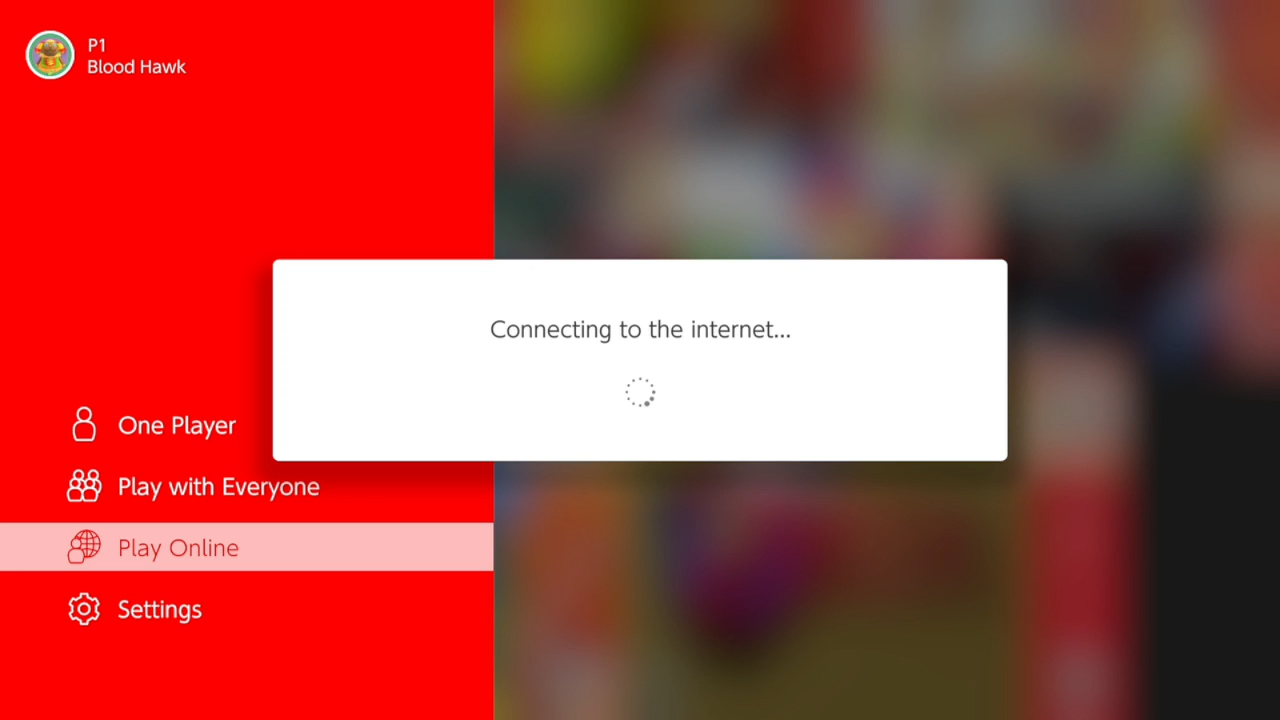 P1
Blood Hawk
Connecting to the internet...
One Player
Play with Everyone
Play Online
Settings